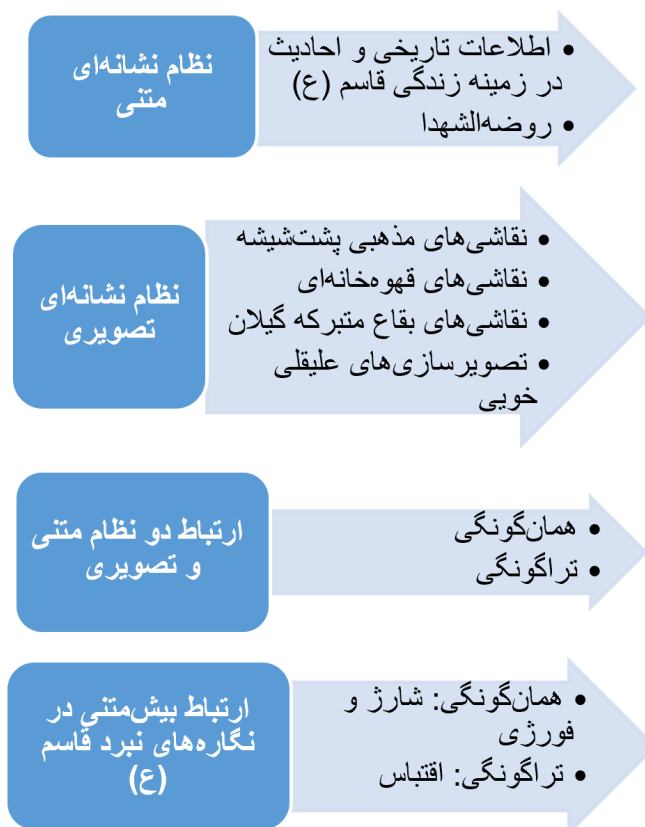 نظام نشانه‌ای
متنی
• اطلاعات تاریخی و احادیث
در زمینه زندگی قاسم (ع)
• روضه‌الشهدا
نظام نشانه‌ای
تصویری
• نقاشی‌های مذهبی پشت‌شیشه
• نقاشی‌های قهوه‌خانه‌ای
• نقاشی‌های بقاع متبرکه گیلان
• تصویرسازی‌های علیقلی
خویی
ارتباط دو نظام متنی
و تصویری
• همان‌گونگی
• تراگونگی
ارتباط بیش‌متنی در
نگاره‌های نبرد قاسم
(ع)
• همان‌گونگی: شارژ و
فورژی
• تراگونگی: اقتباس